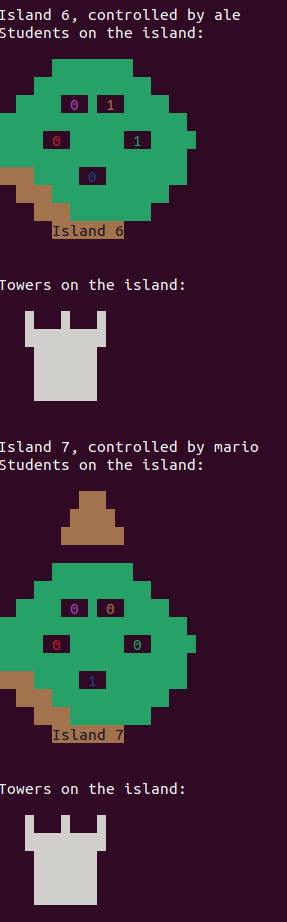 Island 6, controlled by ale
Students on the island:
0 1
0 1
0
Island 6
Towers on the island:
Island 7, controlled by mario
Students on the island:
0 0
0 0
1
Island 7
Towers on the island: